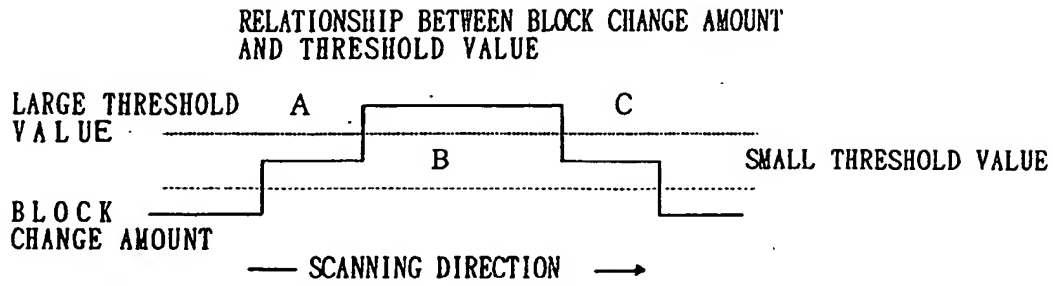 RELATIONSHIP BETWEEN BLOCK CHANGE AMOUNT
AND THRESHOLD VALUE
LARGE THRESHOLD
VALUE
A
C
B
SMALL THRESHOLD VALUE
BLOCK
CHANGE AMOUNT
SCANNING DIRECTION